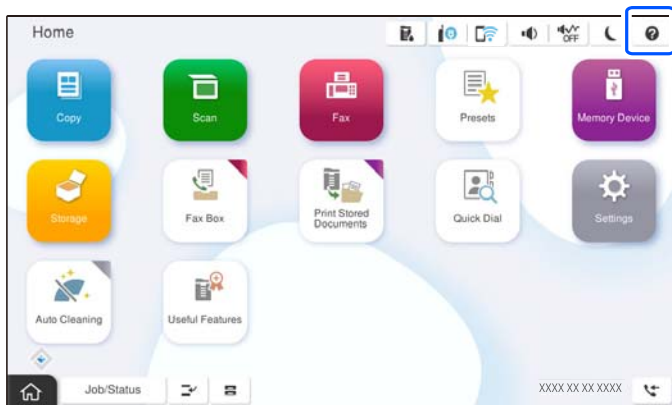 Home
OFF
?
Copy
Scan
Fax
Presets
Memory Device
Storage
Fax Box
Print Stored
Documents
Quick Dial
Settings
Auto Cleaning
Useful Features
Job/Status
XXXX XX XX XXXX